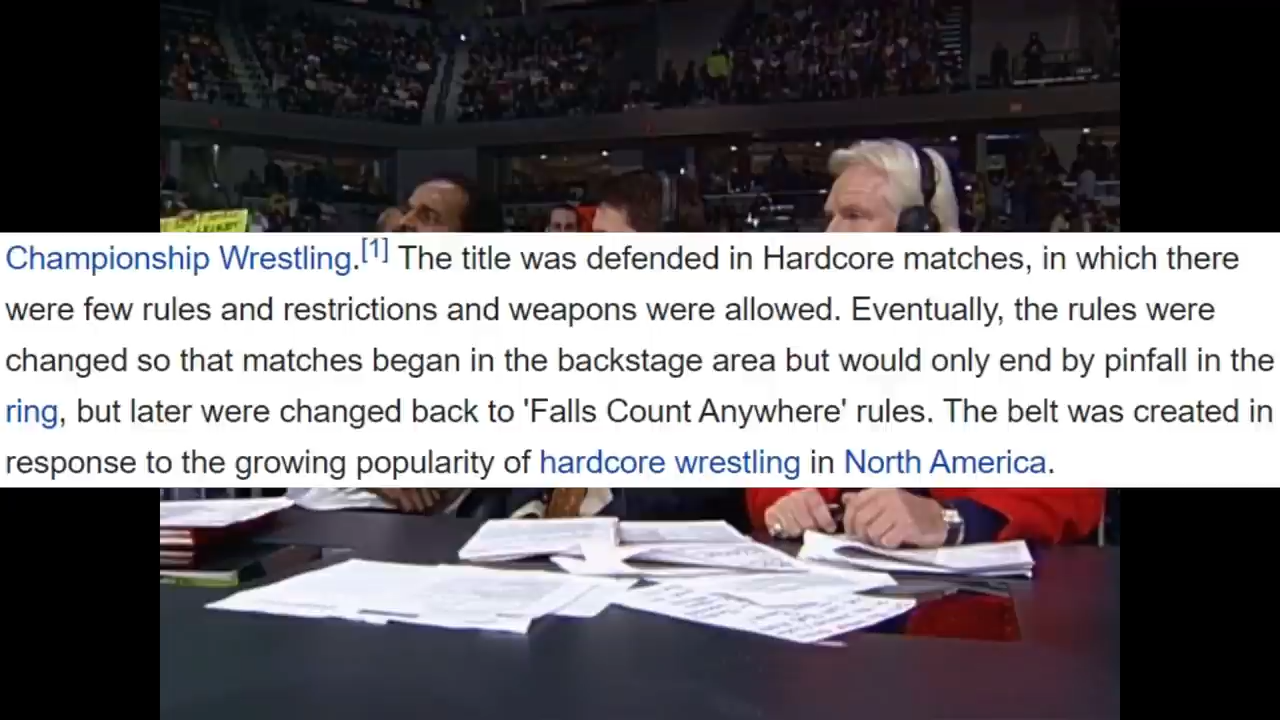 Championship Wrestling.[1] The title was defended in Hardcore matches, in which there
were few rules and restrictions and weapons were allowed. Eventually, the rules were
changed so that matches began in the backstage area but would only end by pinfall in the
ring, but later were changed back to 'Falls Count Anywhere' rules. The belt was created in
response to the growing popularity of hardcore wrestling in North America.